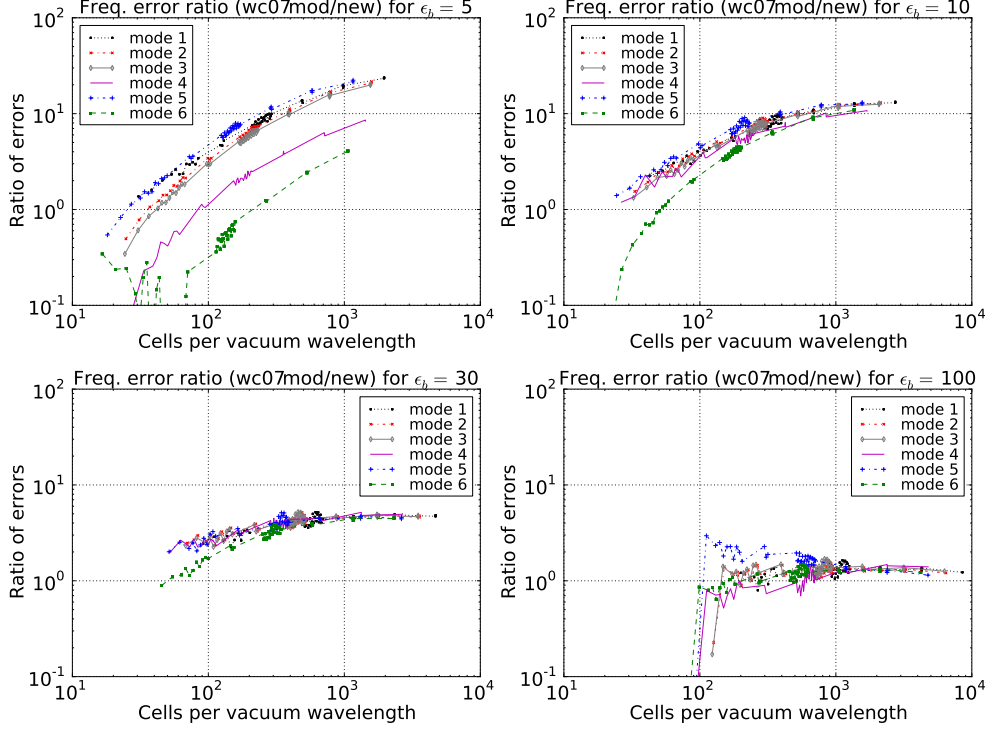 Freq. error ratio (wc07mod/new) for ϵ_b = 5
Ratio of errors
10^2
10^1
10^0
10^-1
mode 1
mode 2
mode 3
mode 4
mode 5
mode 6
10^1 10^2 10^3 10^4
Cells per vacuum wavelength
Freq. error ratio (wc07mod/new) for ϵ_b = 10
Ratio of errors
10^2
10^1
10^0
10^-1
mode 1
mode 2
mode 3
mode 4
mode 5
mode 6
10^1 10^2 10^3 10^4
Cells per vacuum wavelength
Freq. error ratio (wc07mod/new) for ϵ_b = 30
Ratio of errors
10^2
10^1
10^0
10^-1
mode 1
mode 2
mode 3
mode 4
mode 5
mode 6
10^1 10^2 10^3 10^4
Cells per vacuum wavelength
Freq. error ratio (wc07mod/new) for ϵ_b = 100
Ratio of errors
10^2
10^1
10^0
10^-1
mode 1
mode 2
mode 3
mode 4
mode 5
mode 6
10^1 10^2 10^3 10^4
Cells per vacuum wavelength